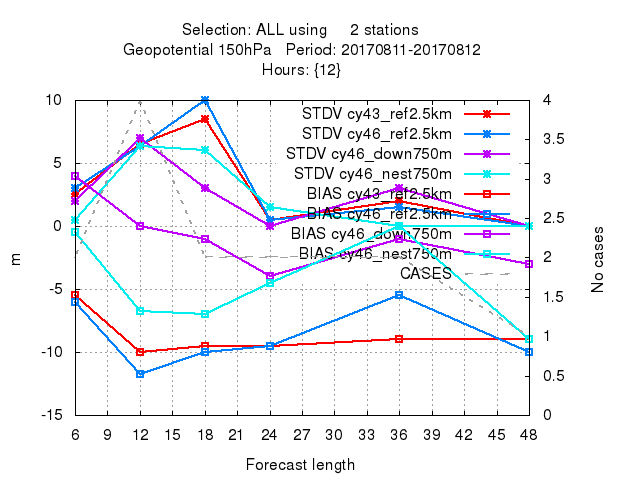 Selection: ALL using 2 stations
Geopotential 150hPa Period: 20170811-20170812
Hours: {12}
STDV cy43_ref2.5km
STDV cy46_ref2.5km
STDV cy46_down750m
STDV cy46_nest750m
BIAS cy43_ref2.5km
BIAS cy46_ref2.5km
BIAS cy46_down750m
BIAS cy46_nest750m
CASES
10
5
0
-5
-10
-15
m
4
3.5
3
2.5
2
1.5
1
0.5
0
No cases
6 9 12 15 18 21 24 27 30 33 36 39 42 45 48
Forecast length